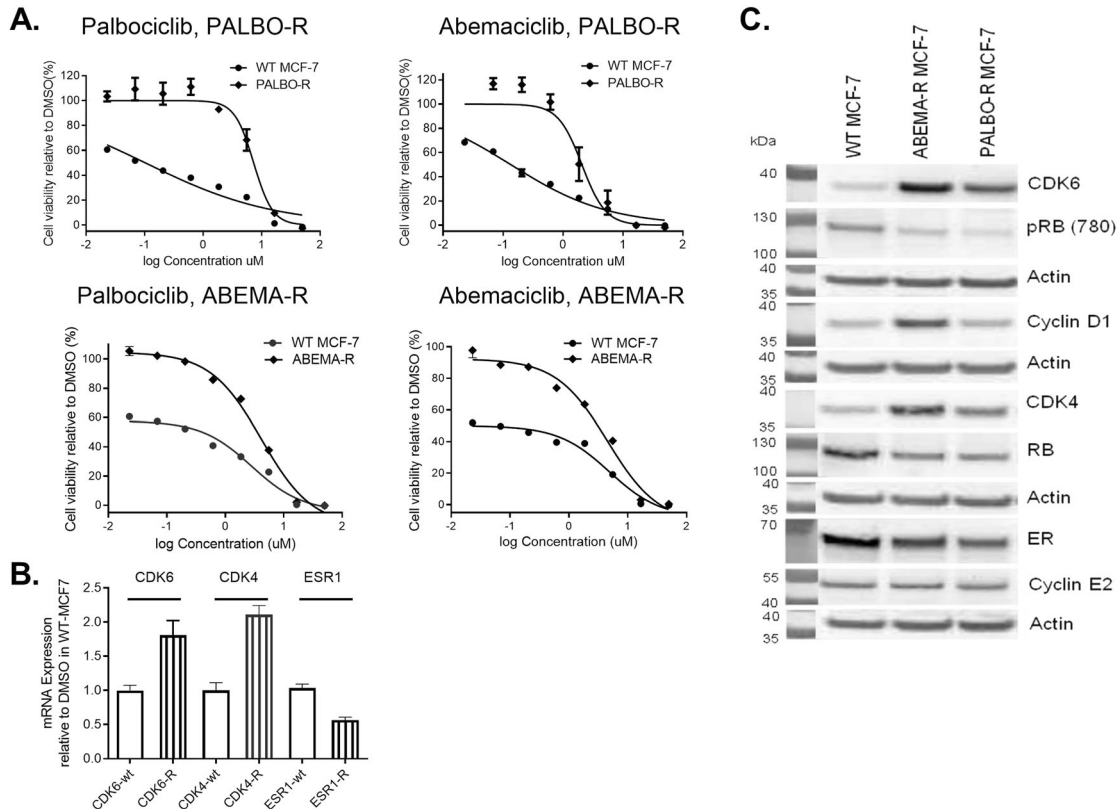 A.
Palbociclib, PALBO-R
Cell viability relative to DMSO(%)
120
100
80
60
40
20
0
-2
-1
0
1
2
log Concentration uM
WT MCF-7
PALBO-R
Abemaciclib, PALBO-R
Cell viability relative to DMSO(%)
120
100
80
60
40
20
0
-2
-1
0
1
2
log Concentration uM
WT MCF-7
PALBO-R
Palbociclib, ABEMA-R
Cell viability relative to DMSO (%)
100
80
60
40
20
0
-2
-1
0
1
2
log Concentration (uM)
WT MCF-7
ABEMA-R
Abemaciclib, ABEMA-R
Cell viability relative to DMSO (%)
100
80
60
40
20
0
-2
-1
0
1
2
log Concentration (uM)
WT MCF-7
ABEMA-R
B.
mRNA Expression
relative to DMSO in WT-MCF7
2.5
2.0
1.5
1.0
0.5
0.0
CDK6
CDK4
ESR1
CDK6-wt
CDK6-R
CDK4-wt
CDK4-R
ESR1-wt
ESR1-R
C.
WT MCF-7
ABEMA-R MCF-7
PALBO-R MCF-7
kDa
40
CDK6
130
pRB (780)
100
40
Actin
35
Cyclin D1
35
40
Actin
35
40
CDK4
130
RB
100
40
Actin
35
70
ER
55
Cyclin E2
40
40
Actin
35